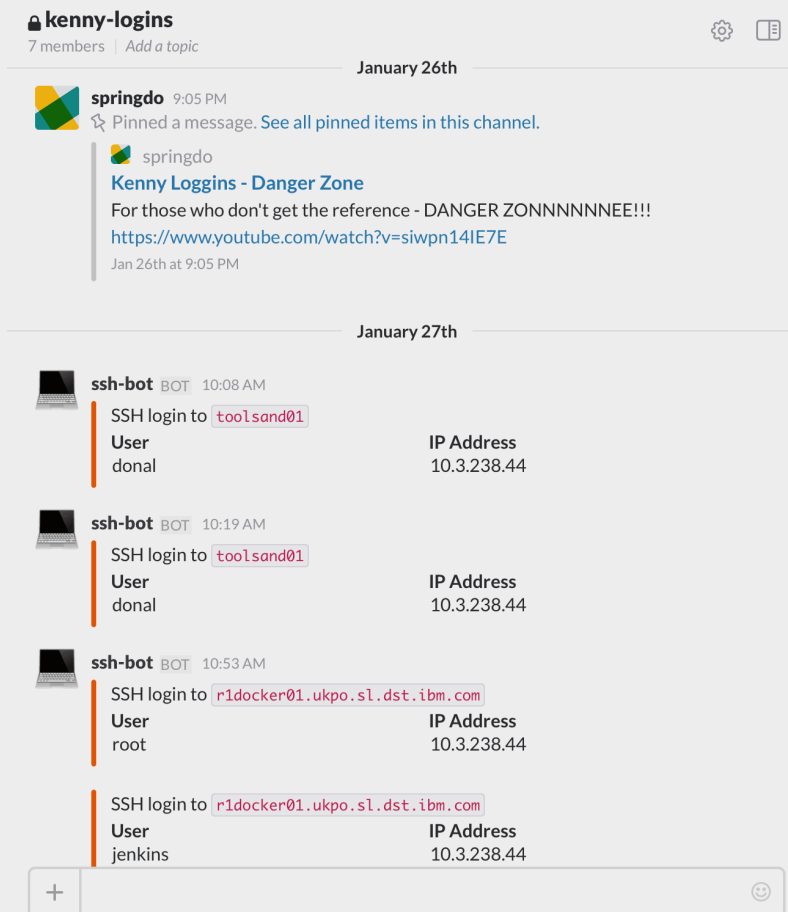 kenny-logins
7 members | Add a topic
January 26th
springdo 9:05 PM
Pinned a message. See all pinned items in this channel.
springdo
Kenny Loggins - Danger Zone
For those who don't get the reference - DANGER ZONNNNNNEE!!!
https://www.youtube.com/watch?v=siwpn14IE7E
Jan 26th at 9:05 PM
January 27th
ssh-bot BOT 10:08 AM
SSH login to toolsand01
User IP Address
donal 10.3.238.44
ssh-bot BOT 10:19 AM
SSH login to toolsand01
User IP Address
donal 10.3.238.44
ssh-bot BOT 10:53 AM
SSH login to r1docker01.ukpo.sl.dst.ibm.com
User IP Address
root 10.3.238.44
SSH login to r1docker01.ukpo.sl.dst.ibm.com
User IP Address
jenkins 10.3.238.44